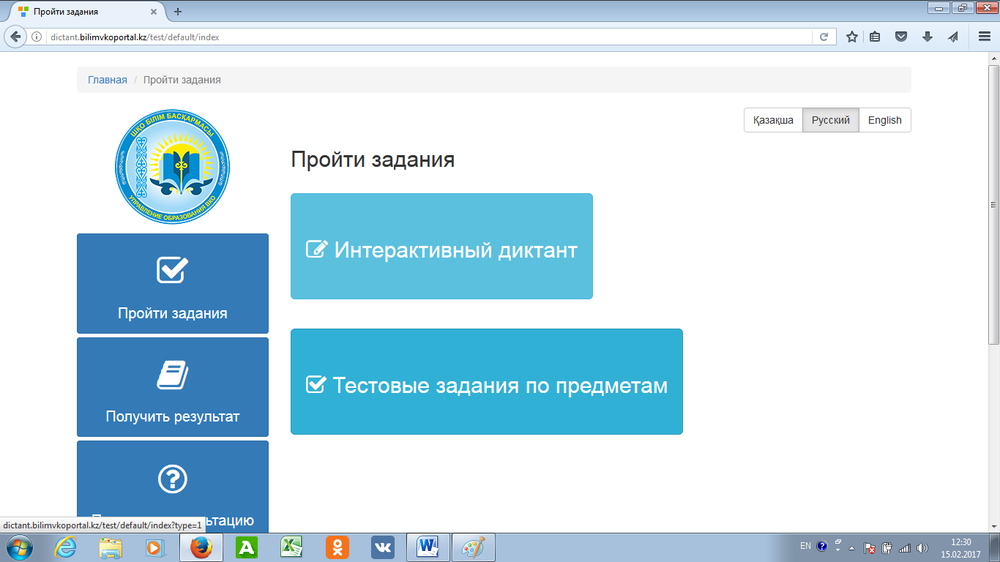 Пройти задания
dictant.bilimvkoportal.kz/test/default/index
Главная / Пройти задания
ШҚО БІЛІМ БАСҚАРМАСЫ
УПРАВЛЕНИЕ ОБРАЗОВАНИЯ ВКО
Қазақша Русский English
Пройти задания
Интерактивный диктант
Тестовые задания по предметам
Пройти задания
Получить результат
dictant.bilimvkoportal.kz/test/default/index?type=1
EN
12:30
15.02.2017